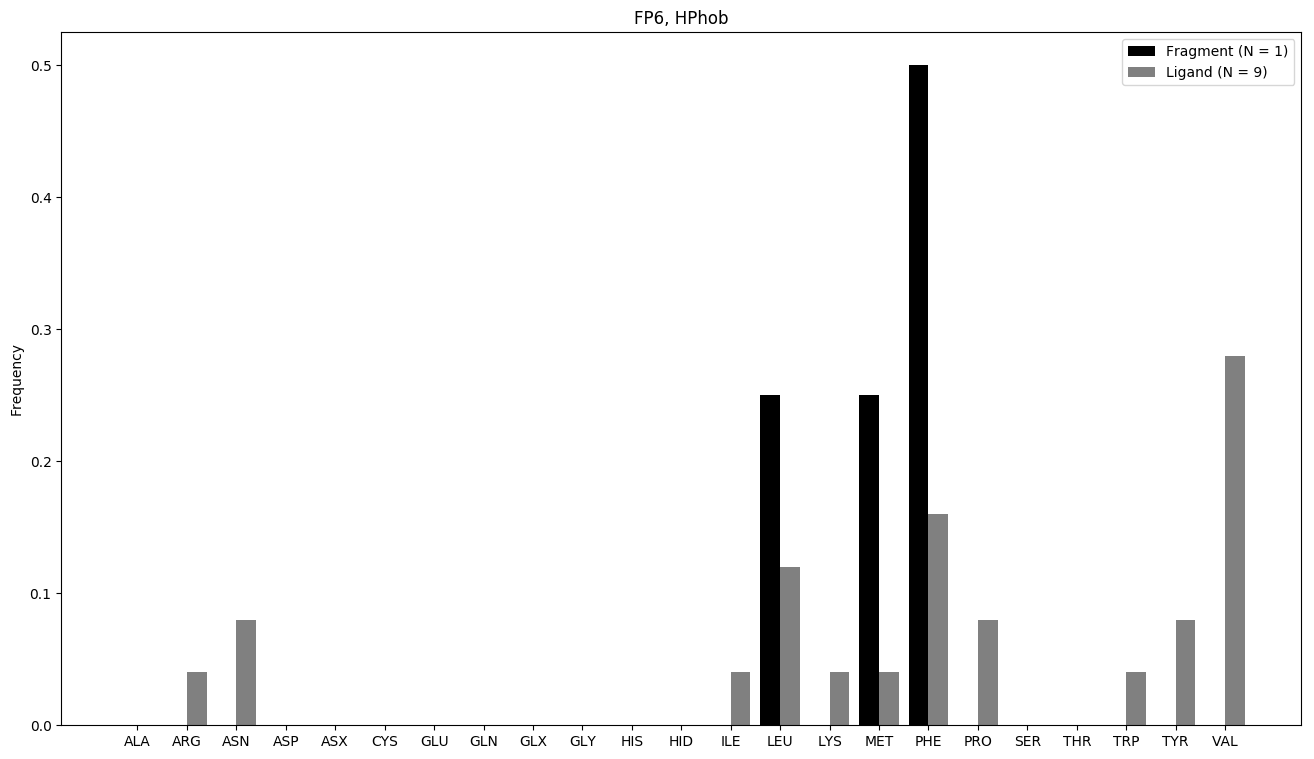 FP6, HPhob
Fragment (N = 1)
Ligand (N = 9)
Frequency
0.5
0.4
0.3
0.2
0.1
0.0
ALA ARG ASN ASP ASX CYS GLU GLN GLX GLY HIS HID ILE LEU LYS MET PHE PRO SER THR TRP TYR VAL